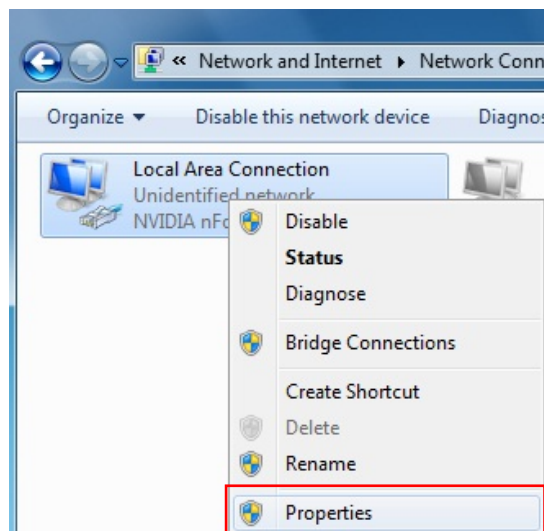 « Network and Internet ▸ Network Conn
Organize ▼ Disable this network device Diagnos
Local Area Connection
Unidentified network
NVIDIA nFo
Disable
Status
Diagnose
Bridge Connections
Create Shortcut
Delete
Rename
Properties